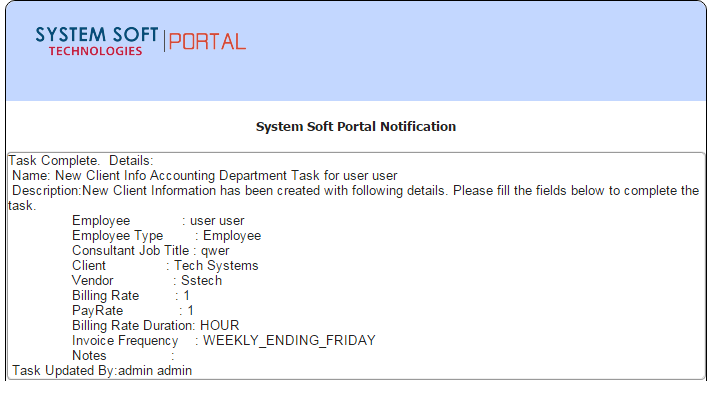 SYSTEM SOFT
TECHNOLOGIES
PORTAL
System Soft Portal Notification
Task Complete. Details:
Name: New Client Info Accounting Department Task for user user
Description:New Client Information has been created with following details. Please fill the fields below to complete the
task.
Employee : user user
Employee Type : Employee
Consultant Job Title : qwer
Client : Tech Systems
Vendor : Sstech
Billing Rate : 1
PayRate : 1
Billing Rate Duration: HOUR
Invoice Frequency : WEEKLY_ENDING_FRIDAY
Notes :
Task Updated By:admin admin